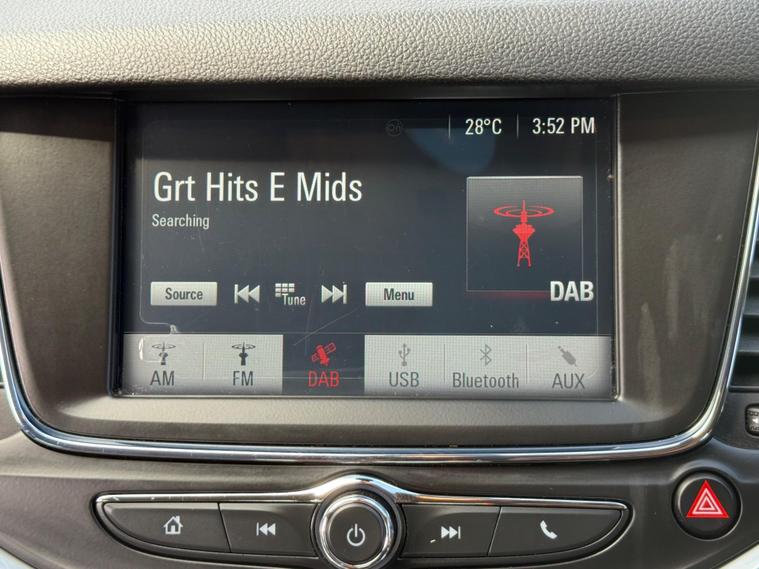 28°C 3:52 PM
Grt Hits E Mids
Searching
Source Tune Menu
DAB
AM FM DAB USB Bluetooth AUX